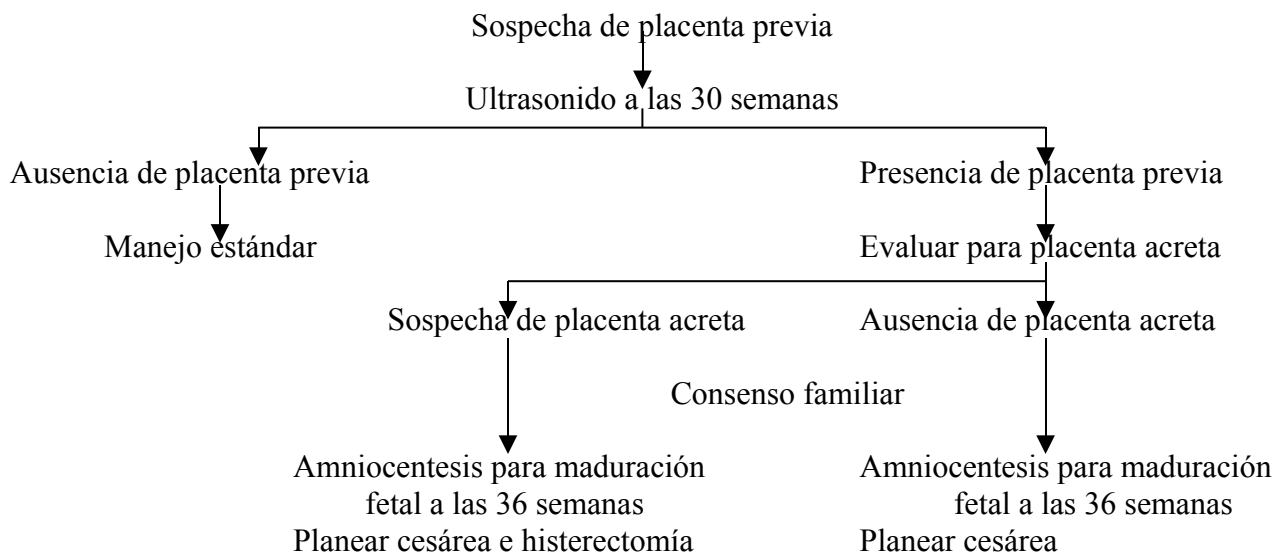 Sospecha de placenta previa
Ultrasonido a las 30 semanas
Ausencia de placenta previa
Presencia de placenta previa
Manejo estándar
Evaluar para placenta acreta
Sospecha de placenta acreta
Ausencia de placenta acreta
Consenso familiar
Amniocentesis para maduración
fetal a las 36 semanas
Planear cesárea e histerectomía
Amniocentesis para maduración
fetal a las 36 semanas
Planear cesárea